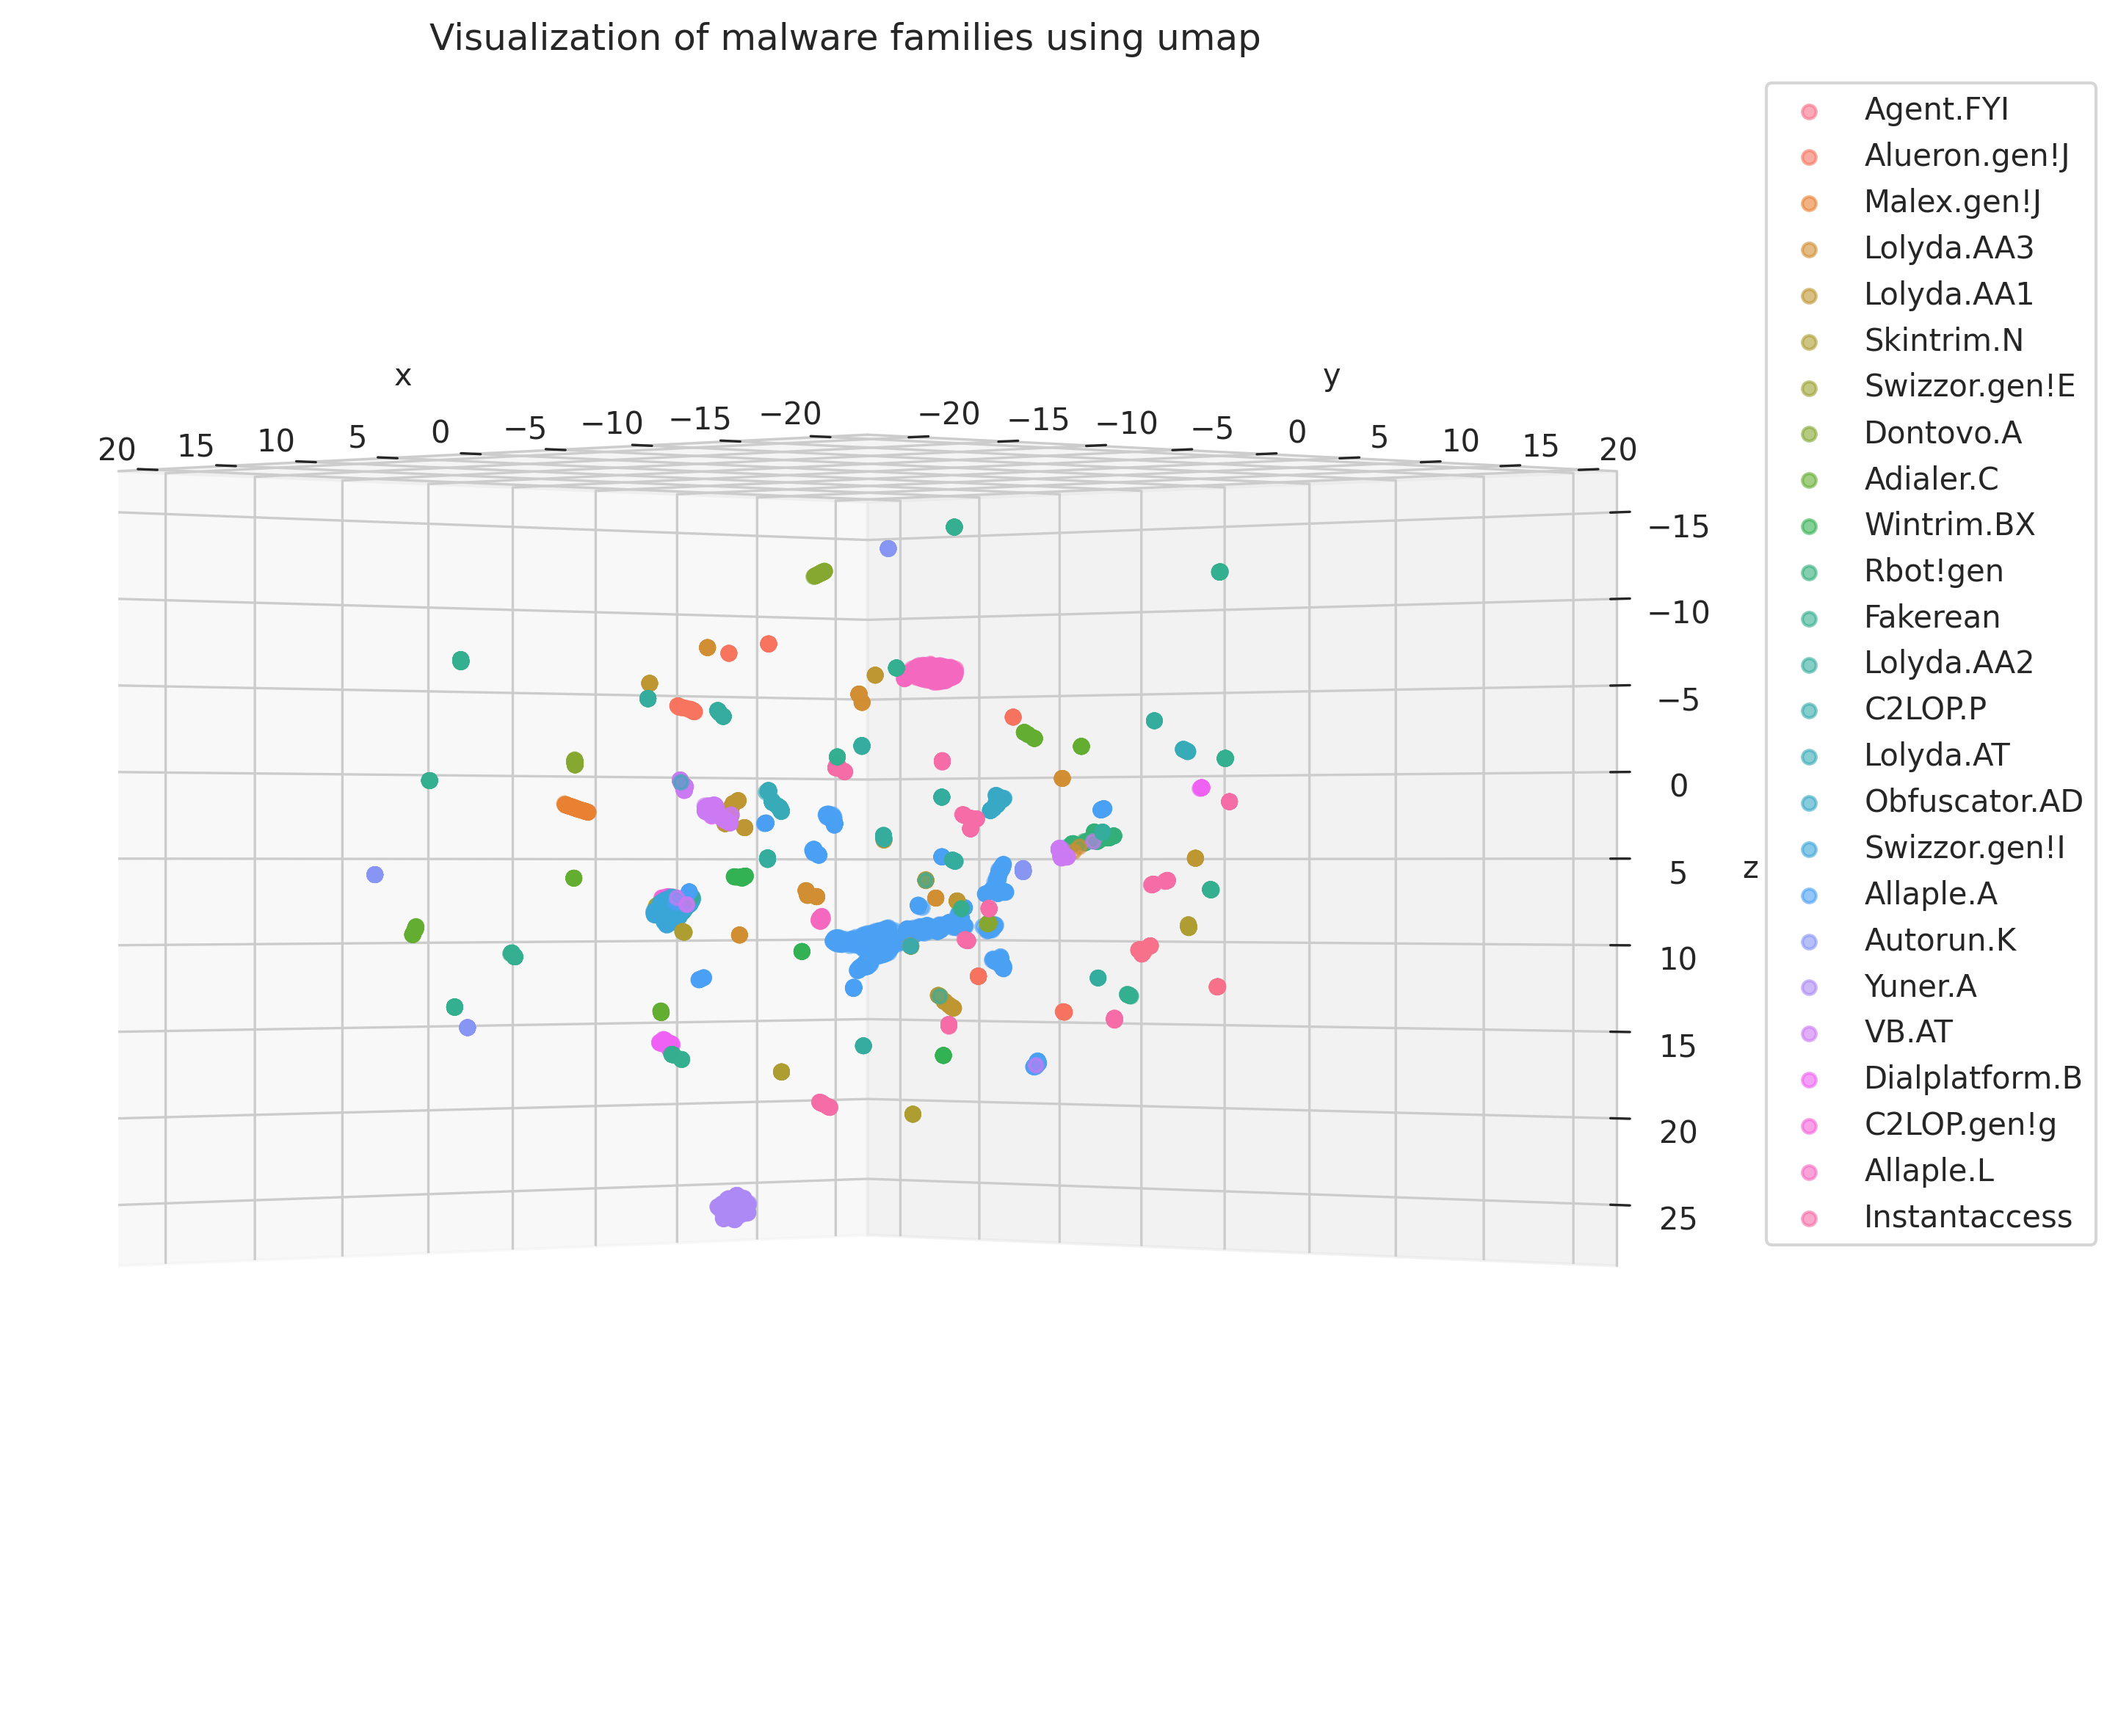 Visualization of malware families using umap
x
y
20 15 10 5 0 −5 −10 −15 −20
−20 −15 −10 −5 0 5 10 15 20
−15
−10
−5
0
5
z
10
15
20
25
Agent.FYI
Alueron.gen!J
Malex.gen!J
Lolyda.AA3
Lolyda.AA1
Skintrim.N
Swizzor.gen!E
Dontovo.A
Adialer.C
Wintrim.BX
Rbot!gen
Fakerean
Lolyda.AA2
C2LOP.P
Lolyda.AT
Obfuscator.AD
Swizzor.gen!I
Allaple.A
Autorun.K
Yuner.A
VB.AT
Dialplatform.B
C2LOP.gen!g
Allaple.L
Instantaccess